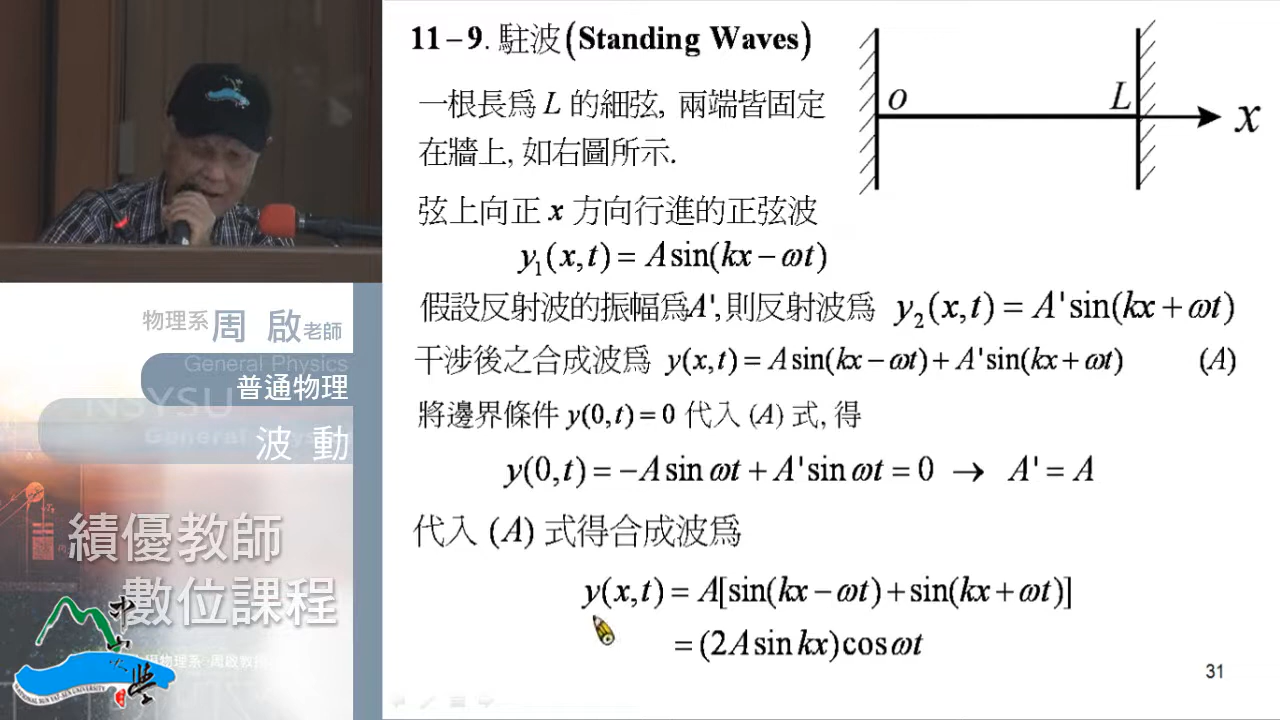 11-9. 駐波(Standing Waves)
一根長為 L 的細弦, 兩端皆固定
在牆上, 如右圖所示.
O
L
x
弦上向正 x 方向行進的正弦波
y₁(x,t) = A sin(kx − ωt)
假設反射波的振幅為A', 則反射波為 y₂(x,t) = A' sin(kx + ωt)
干涉後之合成波為 y(x,t) = A sin(kx − ωt) + A' sin(kx + ωt) (A)
將邊界條件 y(0,t) = 0 代入 (A) 式, 得
y(0,t) = −A sin ωt + A' sin ωt = 0 → A' = A
代入 (A) 式得合成波為
y(x,t) = A[sin(kx − ωt) + sin(kx + ωt)]
= (2A sin kx) cos ωt
31
物理系 周 啟 老師
General Physics
普通物理
NSYSU
General Physics
波 動
績優教師
數位課程